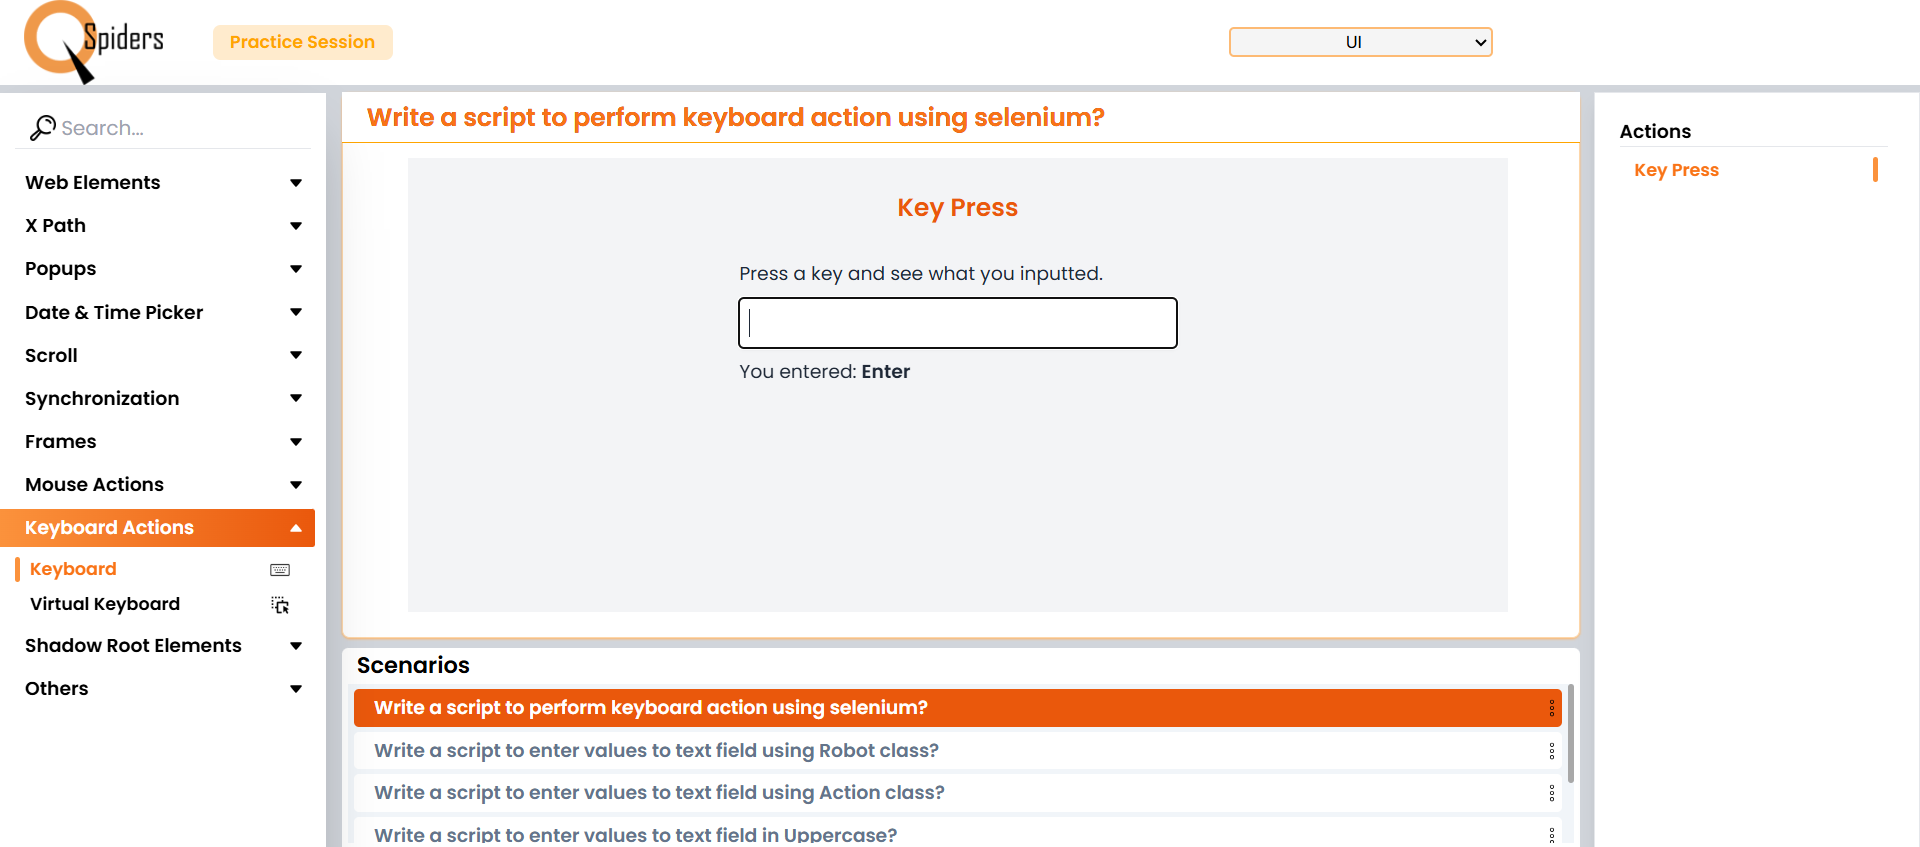 Spiders
Practice Session
UI
Search...
Web Elements
X Path
Popups
Date & Time Picker
Scroll
Synchronization
Frames
Mouse Actions
Keyboard Actions
Keyboard
Virtual Keyboard
Shadow Root Elements
Others
Write a script to perform keyboard action using selenium?
Key Press
Press a key and see what you inputted.
You entered: Enter
Scenarios
Write a script to perform keyboard action using selenium?
Write a script to enter values to text field using Robot class?
Write a script to enter values to text field using Action class?
Write a script to enter values to text field in Uppercase?
Actions
Key Press